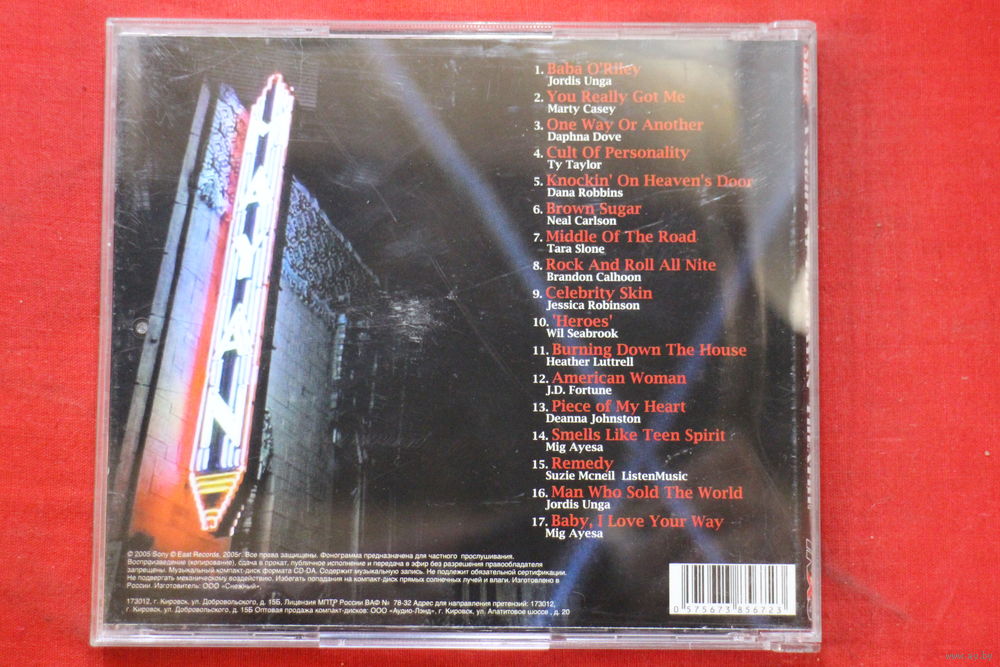 MAYAN
1. Baba O'Riley
Jordis Unga
2. You Really Got Me
Marty Casey
3. One Way Or Another
Daphna Dove
4. Cult Of Personality
Ty Taylor
5. Knockin' On Heaven's Door
Dana Robbins
6. Brown Sugar
Neal Carlson
7. Middle Of The Road
Tara Slone
8. Rock And Roll All Nite
Brandon Calhoon
9. Celebrity Skin
Jessica Robinson
10. 'Heroes'
Wil Seabrook
11. Burning Down The House
Heather Luttrell
12. American Woman
J.D. Fortune
13. Piece of My Heart
Deanna Johnston
14. Smells Like Teen Spirit
Mig Ayesa
15. Remedy
Suzie Mcneil ListenMusic
16. Man Who Sold The World
Jordis Unga
17. Baby, I Love Your Way
Mig Ayesa
© 2005 Sony © East Records, 2005г. Все права защищены. Фонограмма предназначена для частного прослушивания.
Воспроизведение (копирование), сдача в прокат, публичное исполнение и передача в эфир без разрешения правообладателя
запрещены. Музыкальный компакт-диск формата CD-DA. Содержит музыкальную запись. Не подлежит обязательной сертификации.
Не подвергать механическому воздействию. Избегать попадания на компакт-диск прямых солнечных лучей и влаги. Изготовлено в
России. Изготовитель: ООО «Снежный».
173012, г. Кировск, ул. Добровольского, д. 15Б, Лицензия МПТР России ВАФ № 78-32 Адрес для направления претензий: 173012,
г. Кировск, ул. Добровольского, д. 15Б Оптовая продажа компакт-дисков: ООО «Аудио-Лэнд», г. Кировск, ул. Апатитовое шоссе , д. 20
0 575673 856723
www.ay.by